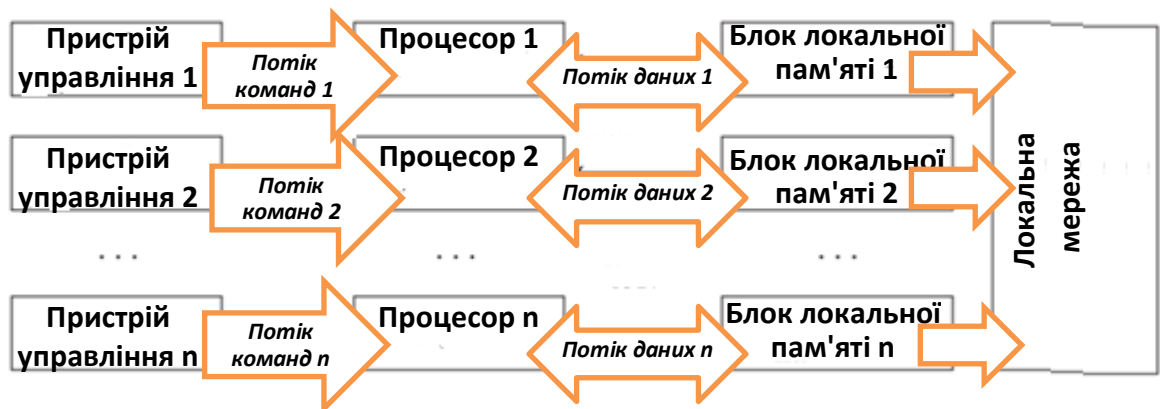 Пристрій
управління 1
Потік
команд 1
Процесор 1
Потік даних 1
Блок локальної
пам'яті 1
Пристрій
управління 2
Потік
команд 2
Процесор 2
Потік даних 2
Блок локальної
пам'яті 2
Локальна
мережа
. . .
. . .
. . .
Пристрій
управління n
Потік
команд n
Процесор n
Потік даних n
Блок локальної
пам'яті n